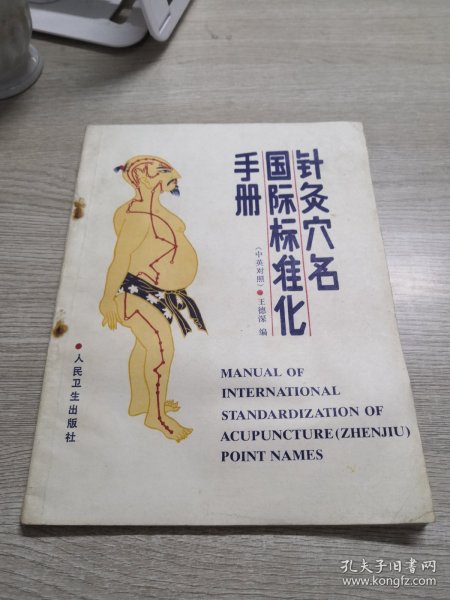 针灸穴名
国际标准化
手册
(中英对照)●王德深 编
MANUAL OF
INTERNATIONAL
STANDARDIZATION OF
ACUPUNCTURE(ZHENJIU)
POINT NAMES
●人民卫生出版社
孔夫子旧书网
www.kongfz.com